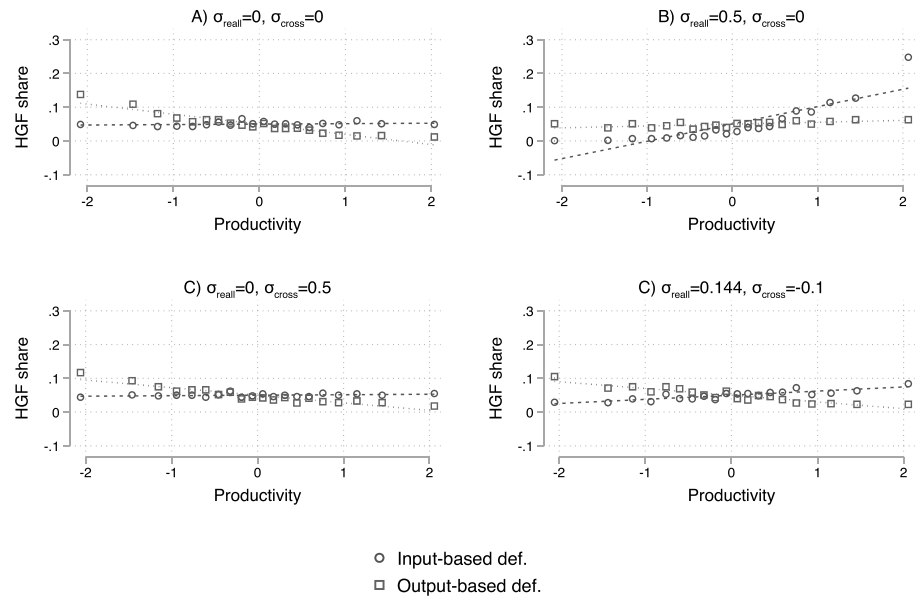 A) σreall=0, σcross=0
.3
.2
.1
0
-.1
HGF share
-2 -1 0 1 2
Productivity
B) σreall=0.5, σcross=0
.3
.2
.1
0
-.1
HGF share
-2 -1 0 1 2
Productivity
C) σreall=0, σcross=0.5
.3
.2
.1
0
-.1
HGF share
-2 -1 0 1 2
Productivity
C) σreall=0.144, σcross=-0.1
.3
.2
.1
0
-.1
HGF share
-2 -1 0 1 2
Productivity
Input-based def.
Output-based def.